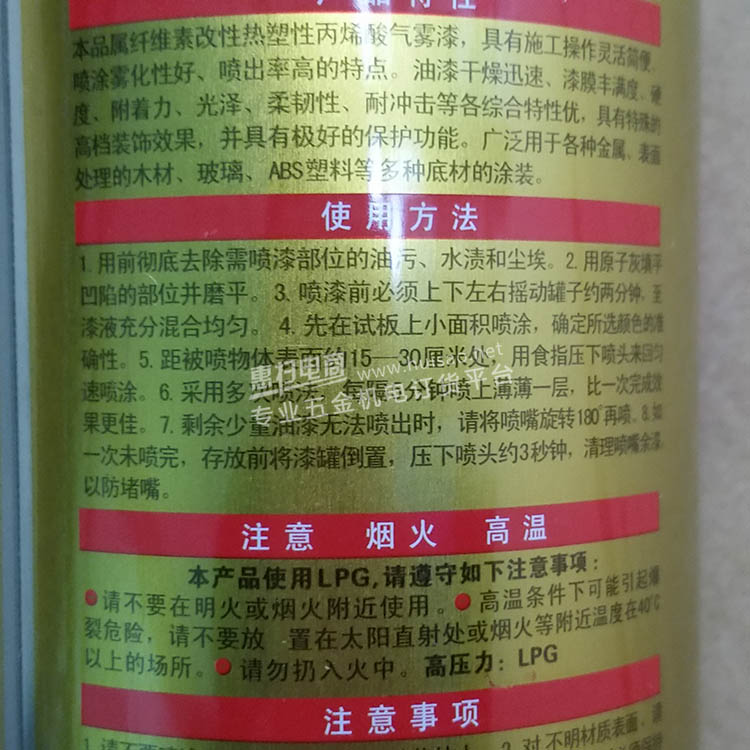 产品特性
本品属纤维素改性热塑性丙烯酸气雾漆，具有施工操作灵活简便、
喷涂雾化性好、喷出率高的特点。油漆干燥迅速、漆膜丰满度、硬
度、附着力、光泽、柔韧性、耐冲击等各综合特性优，具有特殊的
高档装饰效果，并具有极好的保护功能。广泛用于各种金属、表面
处理的木材、玻璃、ABS塑料等多种底材的涂装。
使用方法
1. 用前彻底去除需喷漆部位的油污、水渍和尘埃。2. 用原子灰填平
凹陷的部位并磨平。3. 喷漆前必须上下左右摇动罐子约两分钟，至
漆液充分混合均匀。4. 先在试板上小面积喷涂，确定所选颜色的准
确性。5. 距被喷物体表面约15—30厘米处，用食指压下喷头来回匀
速喷涂。6. 采用多次喷法，每隔 分钟喷上薄薄一层，比一次完成效
果更佳。7. 剩余少量油漆无法喷出时，请将喷嘴旋转180°再喷。8. 如
一次未喷完，存放前将漆罐倒置，压下喷头约3秒钟，清理喷嘴余漆
以防堵嘴。
惠百电商
专业五金机电分货平台
注意 烟火 高温
本产品使用LPG,请遵守如下注意事项：
●请不要在明火或烟火附近使用。●高温条件下可能引起爆
裂危险，请不要放 置在太阳直射处或烟火等附近温度在40℃
以上的场所。●请勿扔入火中。高压力：LPG
注意事项
2. 对不明材质表面，请